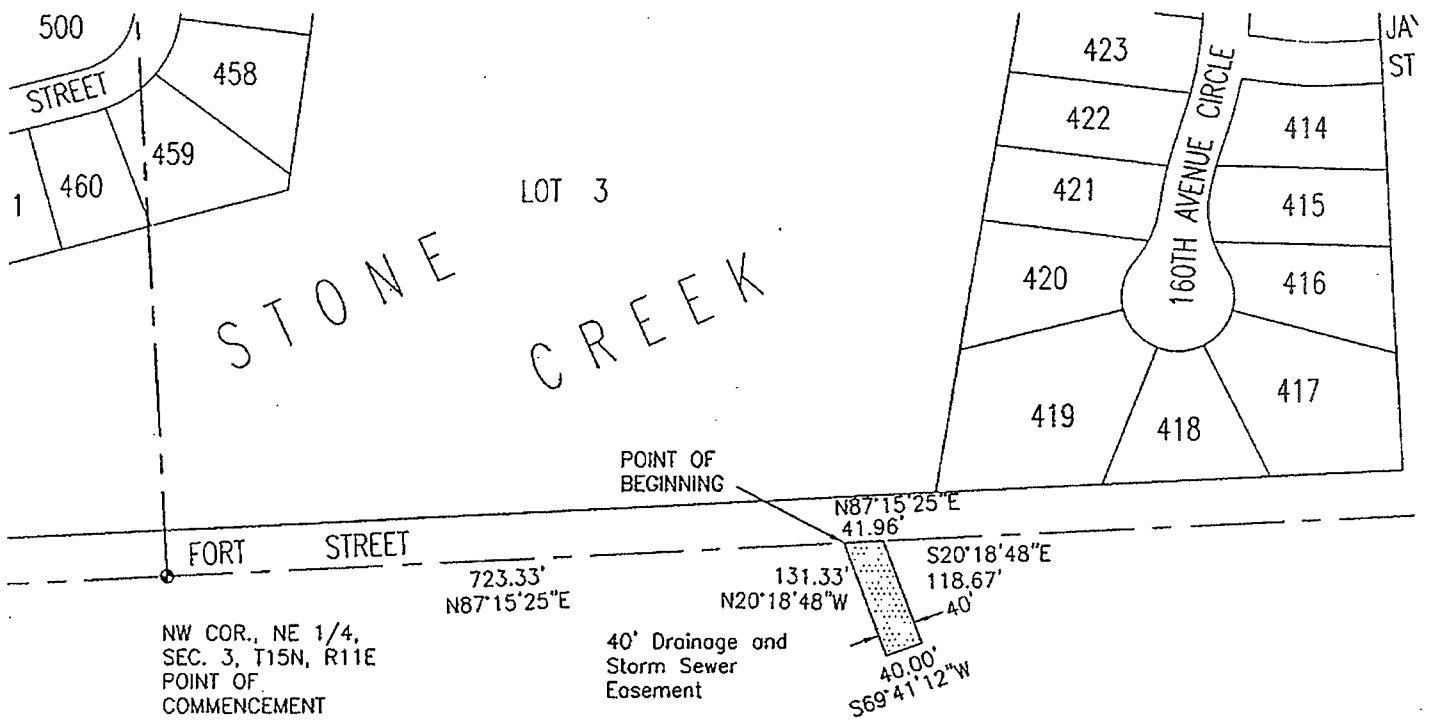 500
STREET
458
459
460
1
LOT 3
STONE
CREEK
423
422
421
420
419
418
417
416
415
414
160TH AVENUE CIRCLE
ST
POINT OF
BEGINNING
N87°15'25"E
41.96'
FORT STREET
723.33'
N87°15'25"E
131.33'
N20°18'48"W
S20°18'48"E
118.67'
40'
40.00'
S69°41'12"W
NW COR., NE 1/4,
SEC. 3, T15N, R11E
POINT OF
COMMENCEMENT
40' Drainage and
Storm Sewer
Easement